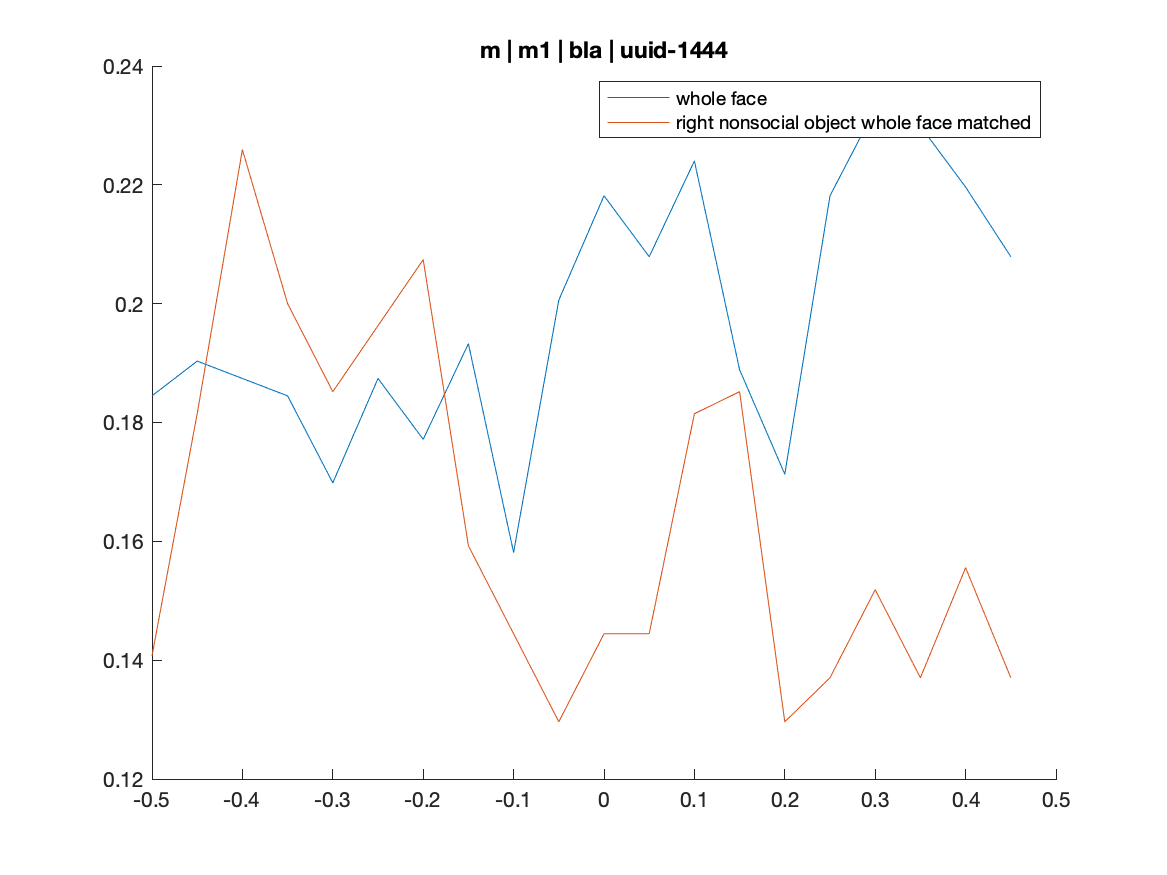 m | m1 | bla | uuid-1444
0.24
whole face
right nonsocial object whole face matched
0.22
0.2
0.18
0.16
0.14
0.12
-0.5 -0.4 -0.3 -0.2 -0.1 0 0.1 0.2 0.3 0.4 0.5